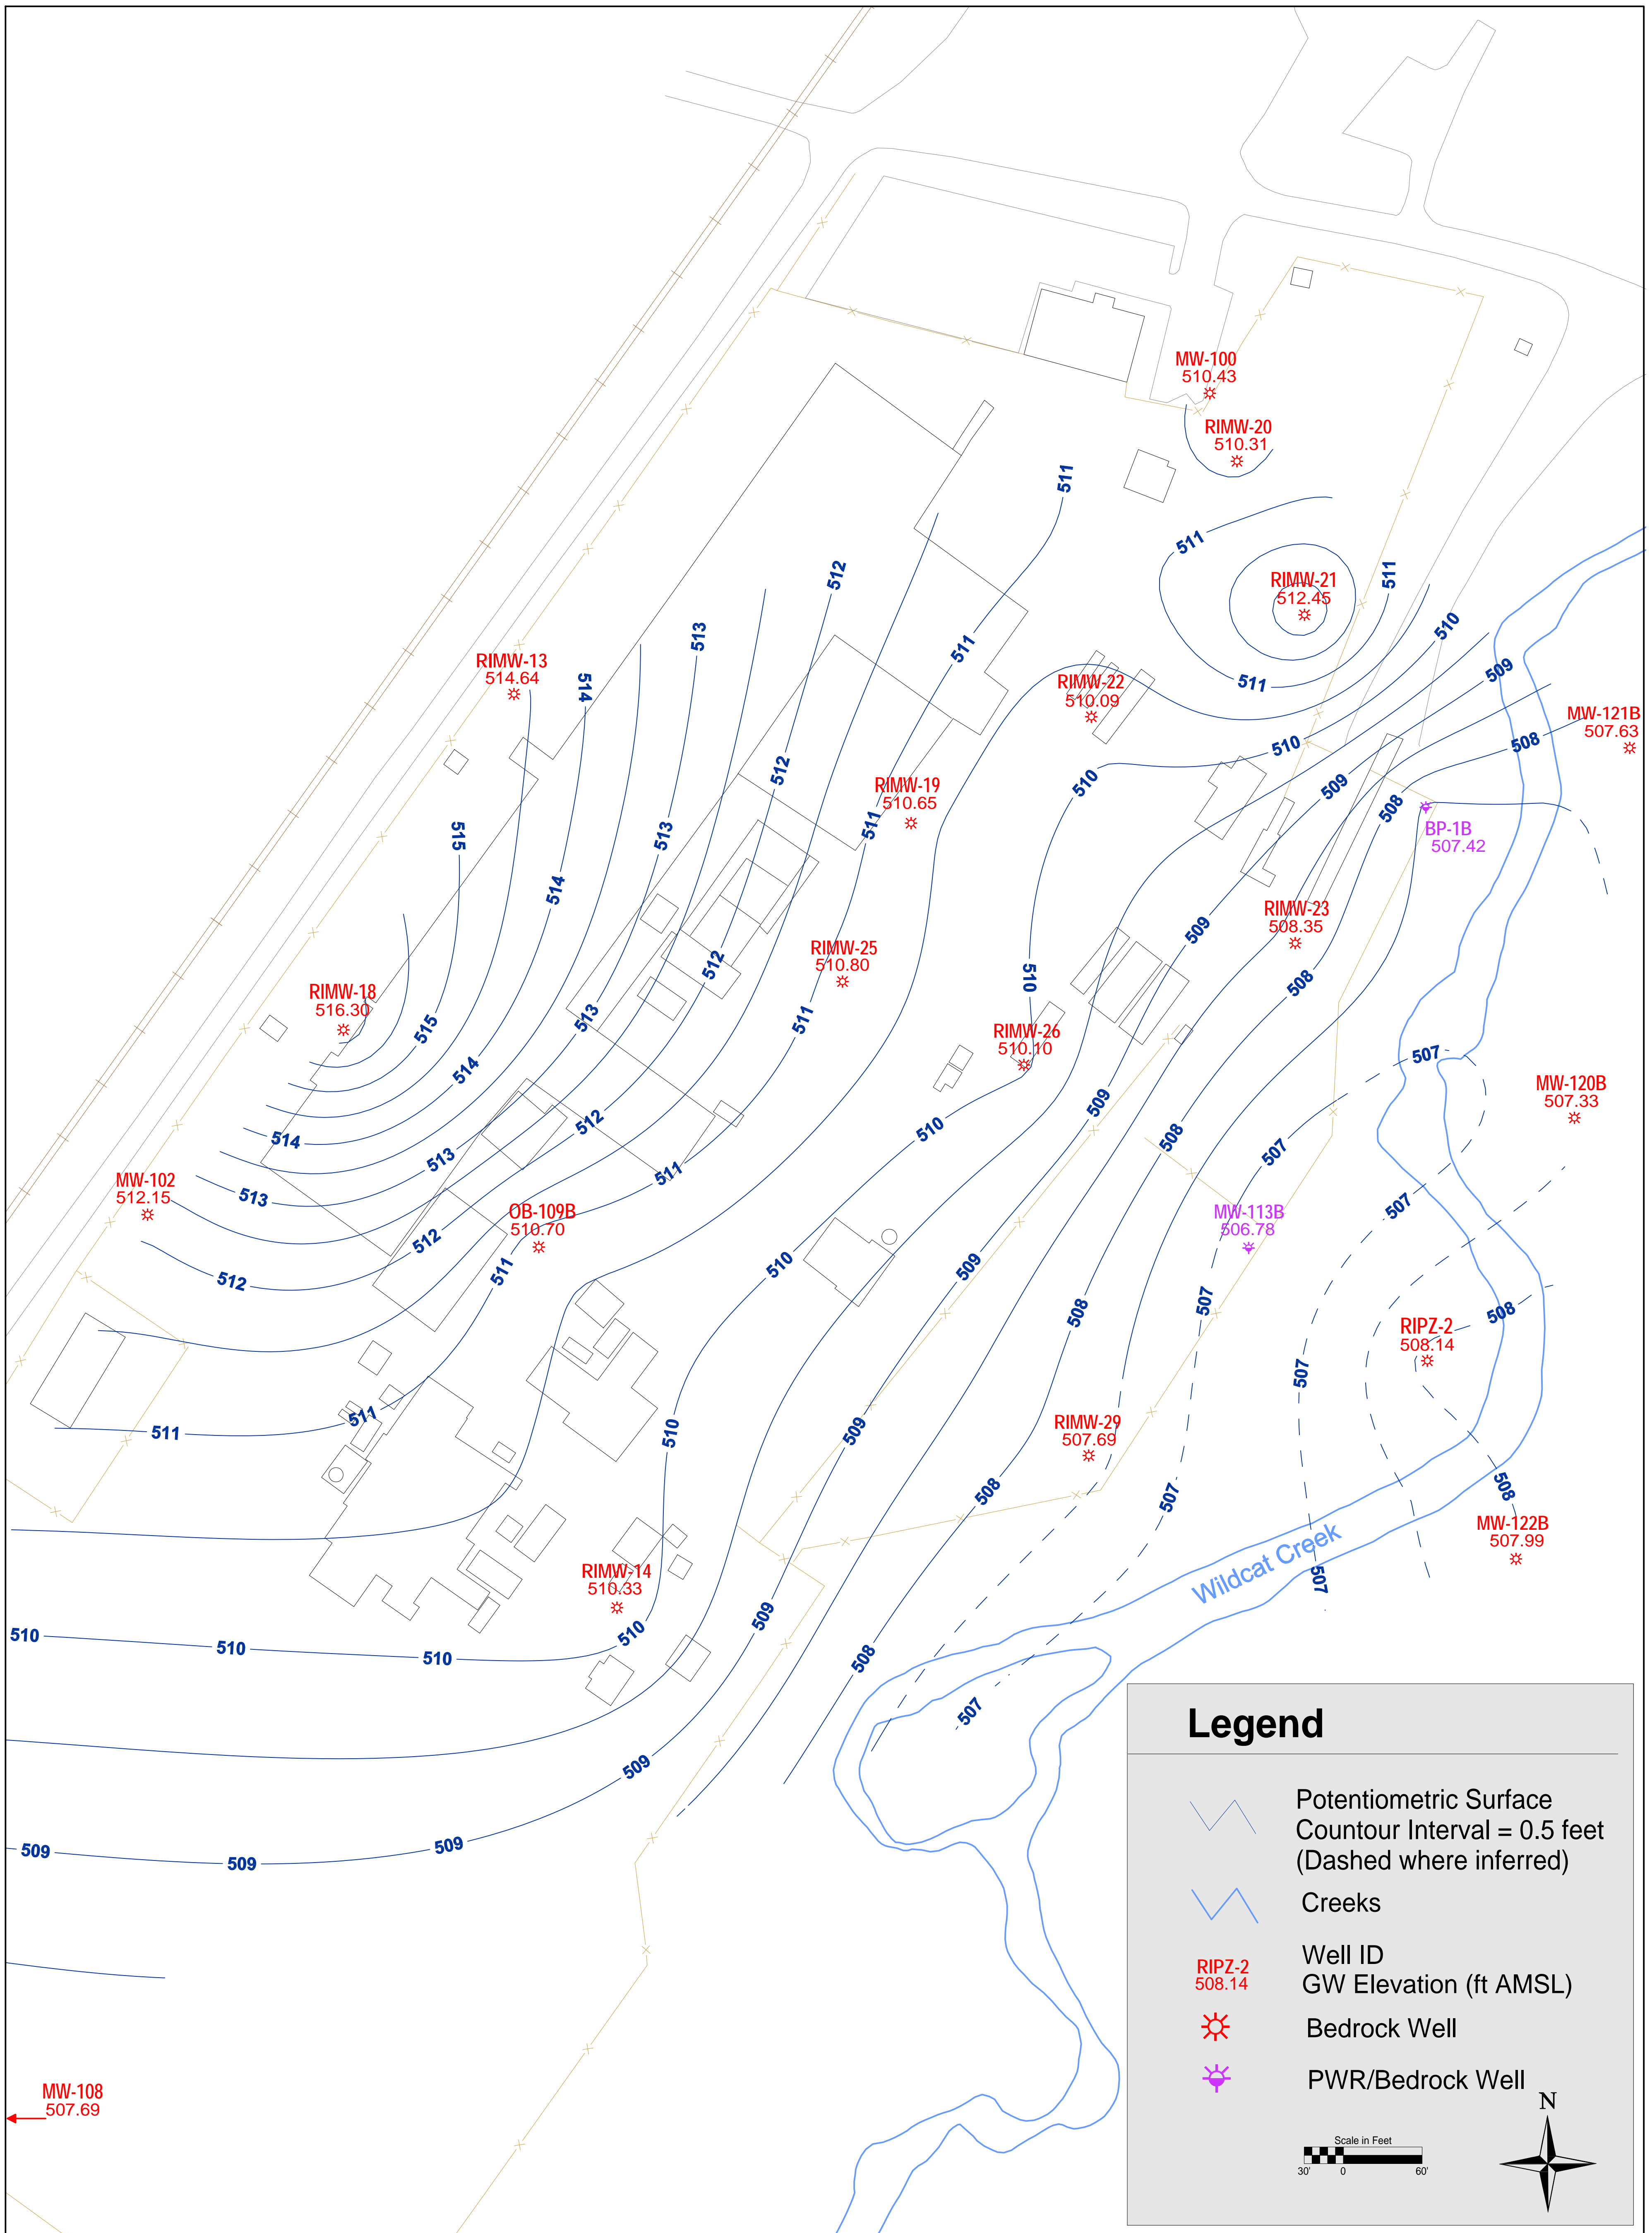 MW-100
510.43
RIMW-20
510.31
511
511
512
RIMW-21
512.45
511
510
513
511
RIMW-13
514.64
514
509
511
RIMW-22
510.09
MW-121B
507.63
508
510
512
510
509
RIMW-19
510.65
508
511
513
515
BP-1B
507.42
514
RIMW-23
508.35
509
RIMW-25
510.80
512
510
508
RIMW-18
516.30
513
511
515
RIMW-26
510.10
507
514
MW-120B
507.33
509
512
510
508
514
507
513
511
MW-102
512.15
513
507
OB-109B
510.70
MW-113B
506.78
512
510
509
511
512
507
508
508
RIPZ-2
508.14
507
511
RIMW-29
507.69
511
510
509
508
508
507
MW-122B
507.99
Wildcat Creek
RIMW-14
510.33
507
509
510
510
510
510
508
507
509
509
509
509
MW-108
507.69
Legend
Potentiometric Surface
Countour Interval = 0.5 feet
(Dashed where inferred)
Creeks
RIPZ-2
508.14
Well ID
GW Elevation (ft AMSL)
Bedrock Well
PWR/Bedrock Well
N
Scale in Feet
30' 0 60'